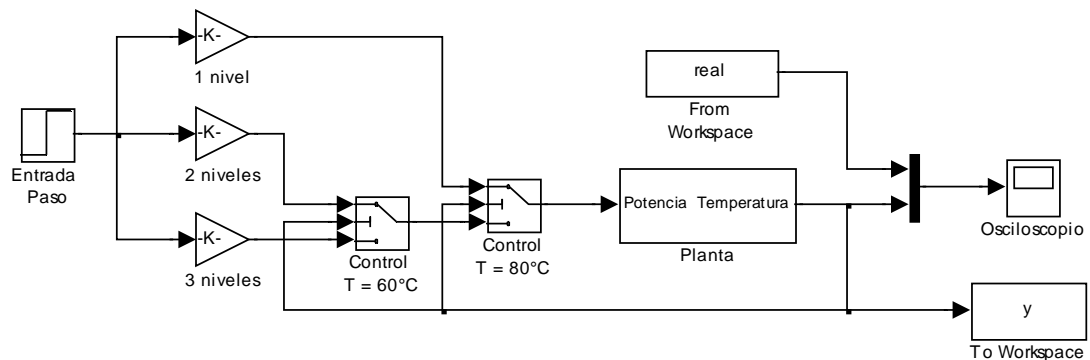 -K-
1 nivel
real
From
Workspace
Entrada
Paso
-K-
2 niveles
Potencia Temperatura
Planta
Osciloscopio
-K-
3 niveles
Control
T = 60°C
Control
T = 80°C
y
To Workspace